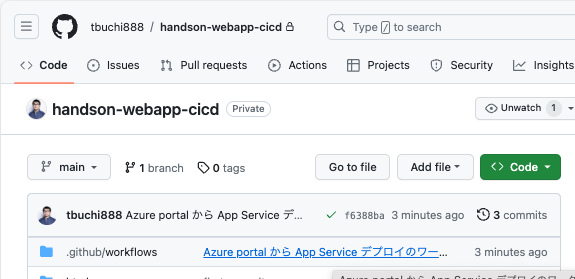 tbuchi888 / handson-webapp-cicd
Type / to search
Code Issues Pull requests Actions Projects Security Insights
handson-webapp-cicd Private
Unwatch 1
main 1 branch 0 tags Go to file Add file Code
tbuchi888 Azure portal から App Service デ... f6388ba 3 minutes ago 3 commits
.github/workflows Azure portal から App Service デプロイのワー... 3 minutes ago